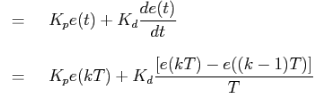 = K_p e(t) + K_d \frac{de(t)}{dt}
= K_p e(kT) + K_d \frac{[e(kT) - e((k-1)T)]}{T}